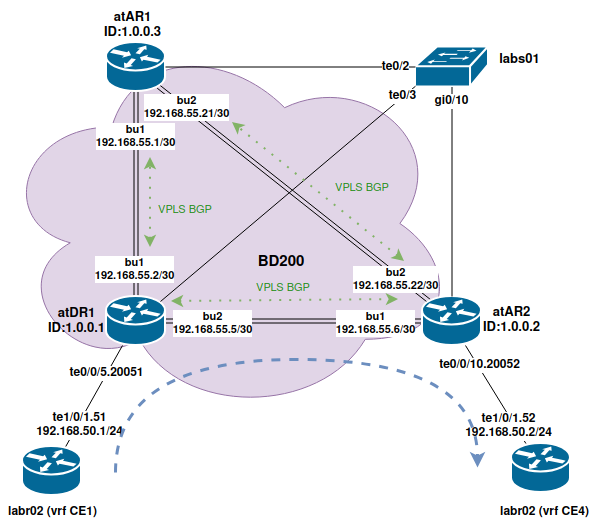 atAR1
ID:1.0.0.3
labs01
te0/2
te0/3
gi0/10
bu2
192.168.55.21/30
bu1
192.168.55.1/30
VPLS BGP
VPLS BGP
BD200
bu1
192.168.55.2/30
bu2
192.168.55.22/30
VPLS BGP
atDR1
ID:1.0.0.1
bu2
192.168.55.5/30
bu1
192.168.55.6/30
atAR2
ID:1.0.0.2
te0/0/5.20051
te0/0/10.20052
te1/0/1.51
192.168.50.1/24
te1/0/1.52
192.168.50.2/24
labr02 (vrf CE1)
labr02 (vrf CE4)